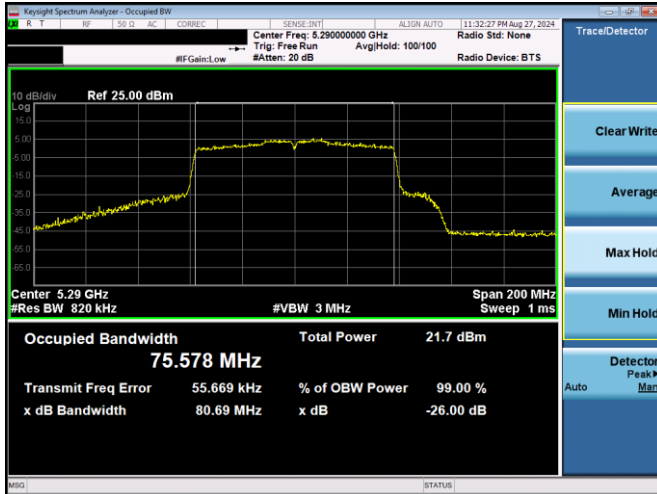 Keysight Spectrum Analyzer - Occupied BW
R T RF 50 Ω AC CORREC SENSE:INT ALIGN AUTO 11:32:27 PM Aug 27, 2024
Center Freq: 5.290000000 GHz Radio Std: None
Trig: Free Run Avg|Hold: 100/100
#IFGain:Low #Atten: 20 dB Radio Device: BTS
Trace/Detector
10 dB/div Ref 25.00 dBm
Log
15.0
5.00
-5.00
-15.0
-25.0
-35.0
-45.0
-55.0
-65.0
Center 5.29 GHz Span 200 MHz
#Res BW 820 kHz #VBW 3 MHz Sweep 1 ms
Occupied Bandwidth Total Power 21.7 dBm
75.578 MHz
Transmit Freq Error 55.669 kHz % of OBW Power 99.00 %
x dB Bandwidth 80.69 MHz x dB -26.00 dB
Clear Write
Average
Max Hold
Min Hold
Detector
Peak
Auto Man
MSG STATUS